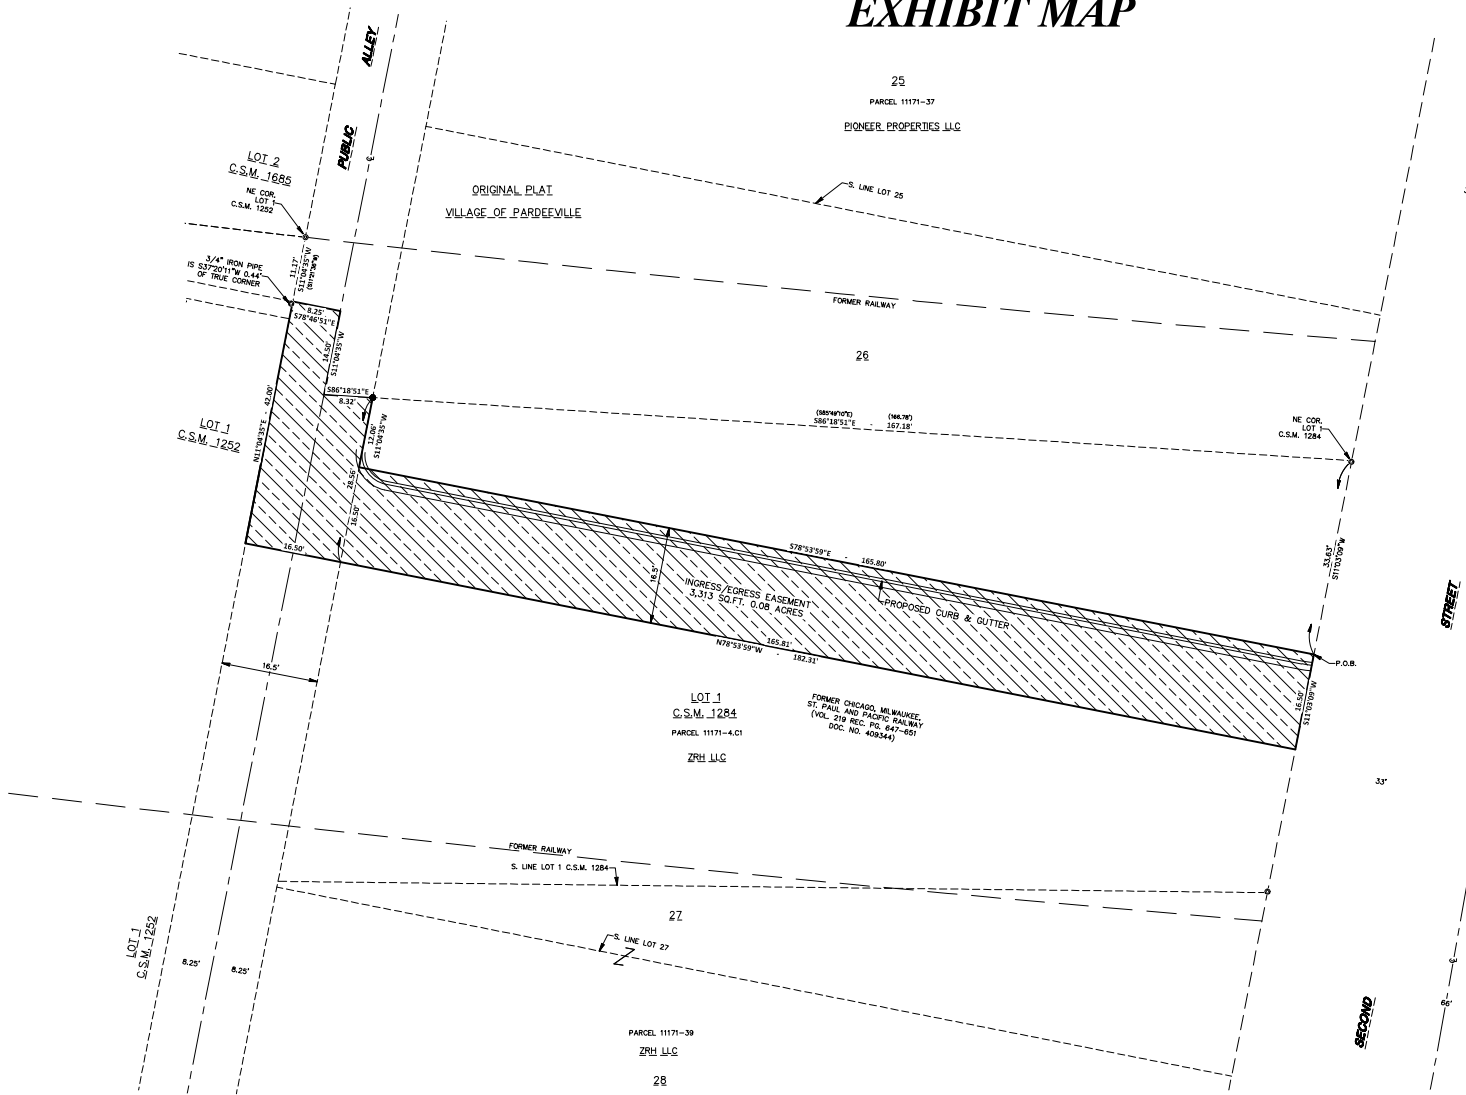 EXHIBIT MAP
ALLEY
PUBLIC
25
PARCEL 11171-37
PIONEER PROPERTIES LLC
LOT 2
C.S.M. 1685
NE COR.
LOT 1
C.S.M. 1252
ORIGINAL PLAT
VILLAGE OF PARDEEVILLE
S. LINE LOT 25
3/4" IRON PIPE
IS S37°20'11"W 0.44'
OF TRUE CORNER
11.17'
S11°04'35"W
8.25'
S78°46'51"E
14.50'
S11°04'35"W
FORMER RAILWAY
26
S86°18'51"E
8.32'
(S85°49'10"E) (166.78')
S86°18'51"E - 167.18'
NE COR.
LOT 1
C.S.M. 1284
LOT 1
C.S.M. 1252
N11°04'35"E - 42.00'
12.06'
S11°04'35"W
28.56'
16.50'
16.50'
S78°53'59"E - 165.80'
33.63'
S11°03'09"W
STREET
16.5'
INGRESS/EGRESS EASEMENT
3,313 SQ.FT. 0.08 ACRES
PROPOSED CURB & GUTTER
165.81'
N78°53'59"W - 182.31'
P.O.B.
16.50'
S11°03'09"W
16.5'
LOT 1
C.S.M. 1284
PARCEL 11171-4.C1
ZRH LLC
FORMER CHICAGO, MILWAUKEE,
ST. PAUL AND PACIFIC RAILWAY
(VOL. 219 REC. PG. 647-651
DOC. NO. 409344)
33'
FORMER RAILWAY
S. LINE LOT 1 C.S.M. 1284
27
S. LINE LOT 27
LOT 1
C.S.M. 1252
8.25'
8.25'
66'
SECOND
PARCEL 11171-39
ZRH LLC
28